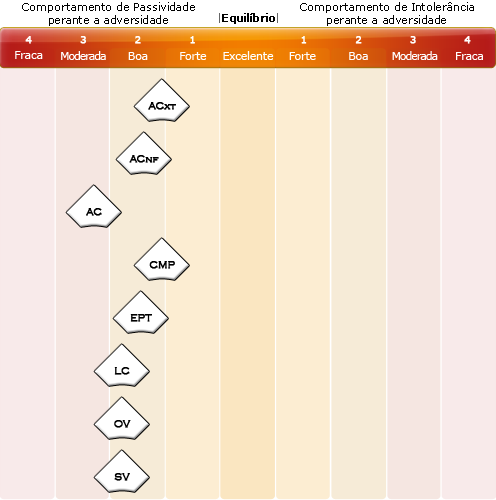 Comportamento de Passividade
perante a adversidade
|Equilíbrio|
Comportamento de Intolerância
perante a adversidade
4 3 2 1 1 2 3 4
Fraca Moderada Boa Forte Excelente Forte Boa Moderada Fraca
ACXT
ACNF
AC
CMP
EPT
LC
OV
SV